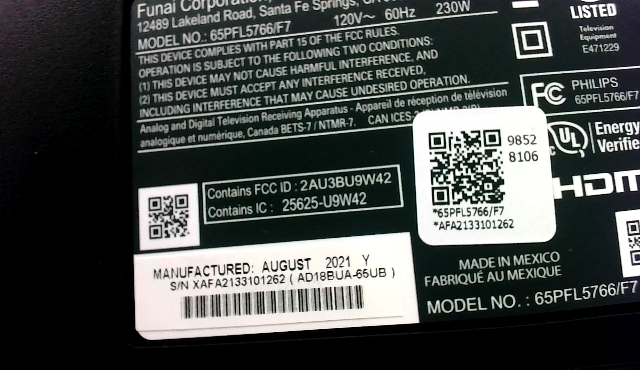 Funai Corporation,
12489 Lakeland Road, Santa Fe Springs,
MODEL NO.: 65PFL5766/F7 120V~ 60Hz 230W
THIS DEVICE COMPLIES WITH PART 15 OF THE FCC RULES.
OPERATION IS SUBJECT TO THE FOLLOWING TWO CONDITIONS:
(1) THIS DEVICE MAY NOT CAUSE HARMFUL INTERFERENCE, AND
(2) THIS DEVICE MUST ACCEPT ANY INTERFERENCE RECEIVED,
INCLUDING INTERFERENCE THAT MAY CAUSE UNDESIRED OPERATION.
Analog and Digital Television Receiving Apparatus - Appareil de réception de télévision
analogique et numérique, Canada BETS-7 / NTMR-7. CAN ICES-3
LISTED
Television
Equipment
E471229
FC PHILIPS
65PFL5766/F7
UL Energy
Verifie
HDMI
9852
8106
*65PFL5766/F7
*AFA2133101262
Contains FCC ID : 2AU3BU9W42
Contains IC : 25625-U9W42
MANUFACTURED: AUGUST 2021 Y
S/N XAFA2133101262 ( AD18BUA-65UB )
MADE IN MEXICO
FABRIQUÉ AU MEXIQUE
MODEL NO. : 65PFL5766/F7